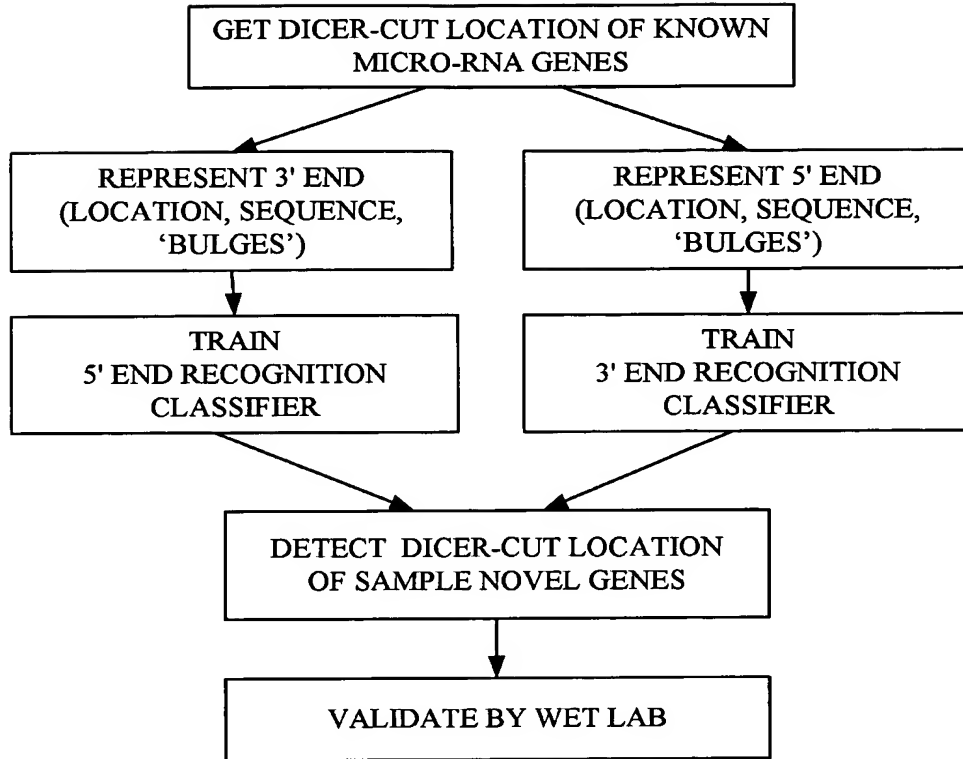 GET DICER-CUT LOCATION OF KNOWN
MICRO-RNA GENES
REPRESENT 3' END
(LOCATION, SEQUENCE,
‘BULGES’)
REPRESENT 5' END
(LOCATION, SEQUENCE,
‘BULGES’)
TRAIN
5' END RECOGNITION
CLASSIFIER
TRAIN
3' END RECOGNITION
CLASSIFIER
DETECT DICER-CUT LOCATION
OF SAMPLE NOVEL GENES
VALIDATE BY WET LAB